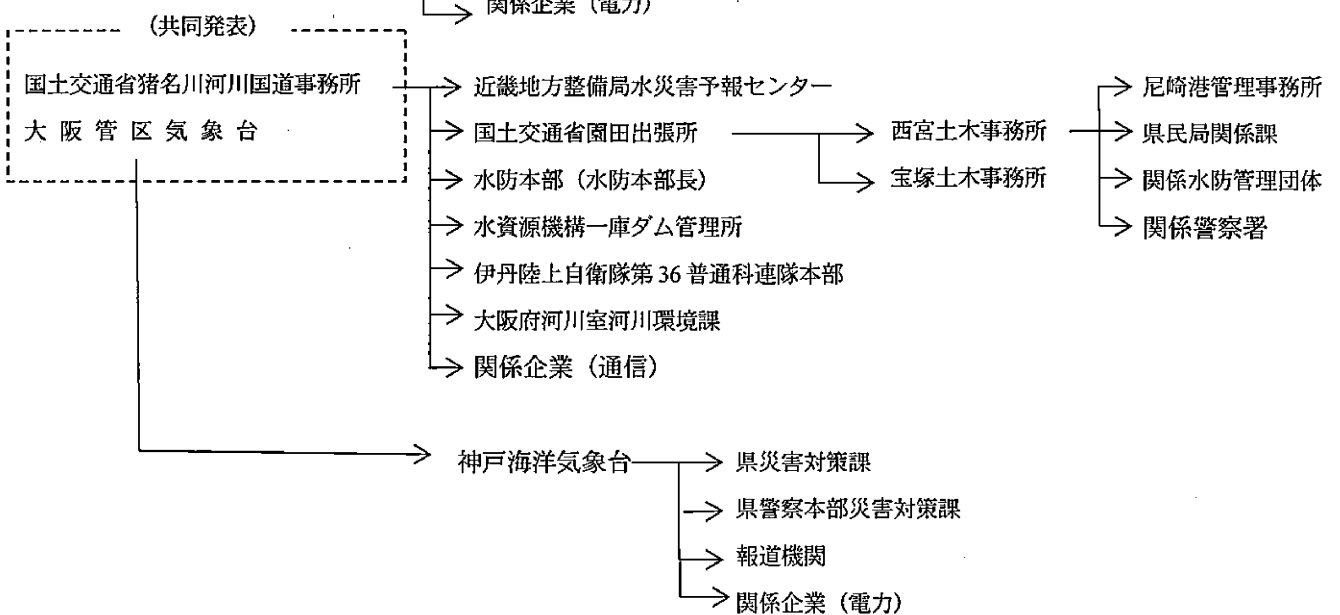 関係企業（電力）
（共同発表）
国土交通省猪名川河川国道事務所
大阪管区気象台
近畿地方整備局水災害予報センター
国土交通省園田出張所
水防本部（水防本部長）
水資源機構一庫ダム管理所
伊丹陸上自衛隊第36普通科連隊本部
大阪府河川室河川環境課
関係企業（通信）
西宮土木事務所
宝塚土木事務所
尼崎港管理事務所
県民局関係課
関係水防管理団体
関係警察署
神戸海洋気象台
県災害対策課
県警察本部災害対策課
報道機関
関係企業（電力）